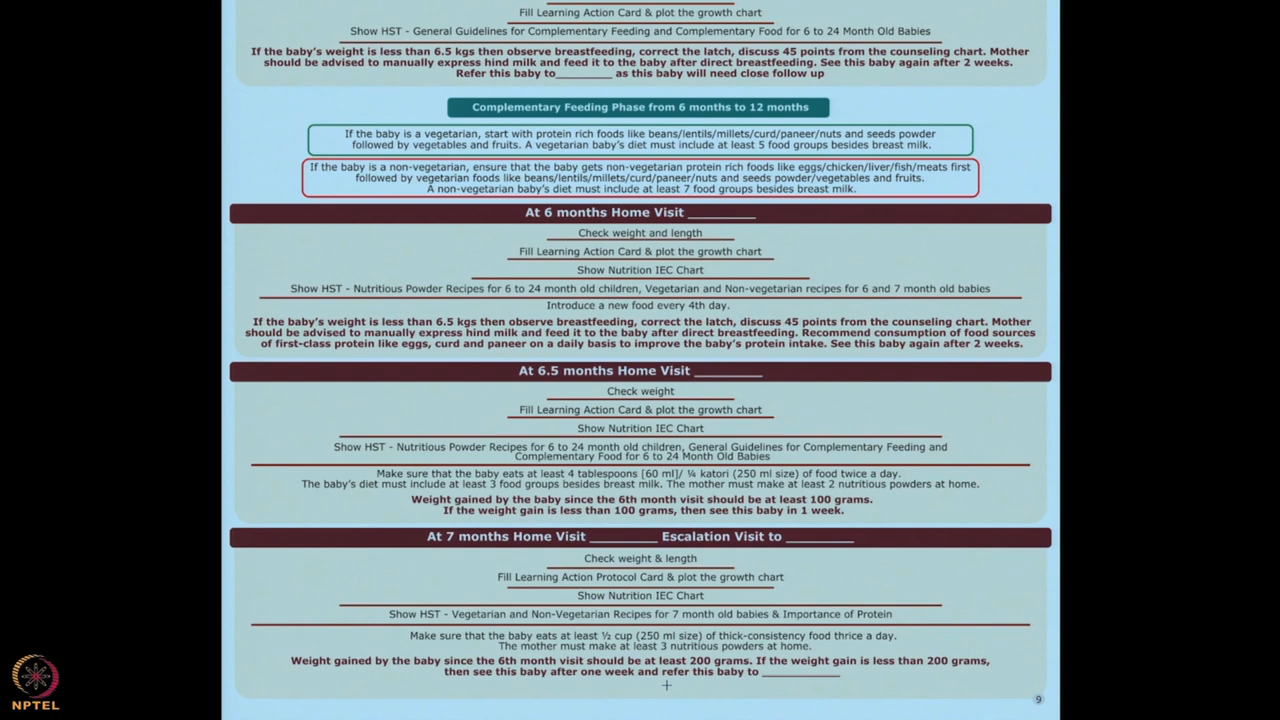 Fill Learning Action Card & plot the growth chart
Show HST - General Guidelines for Complementary Feeding and Complementary Food for 6 to 24 Month Old Babies
If the baby's weight is less than 6.5 kgs then observe breastfeeding, correct the latch, discuss 45 points from the counseling chart. Mother
should be advised to manually express hind milk and feed it to the baby after direct breastfeeding. See this baby again after 2 weeks.
Refer this baby to_________ as this baby will need close follow up
Complementary Feeding Phase from 6 months to 12 months
If the baby is a vegetarian, start with protein rich foods like beans/lentils/millets/curd/paneer/nuts and seeds powder
followed by vegetables and fruits. A vegetarian baby's diet must include at least 5 food groups besides breast milk.
If the baby is a non-vegetarian, ensure that the baby gets non-vegetarian protein rich foods like eggs/chicken/liver/fish/meats first
followed by vegetarian foods like beans/lentils/millets/curd/paneer/nuts and seeds powder/vegetables and fruits.
A non-vegetarian baby's diet must include at least 7 food groups besides breast milk.
At 6 months Home Visit _________
Check weight and length
Fill Learning Action Card & plot the growth chart
Show Nutrition IEC Chart
Show HST - Nutritious Powder Recipes for 6 to 24 month old children, Vegetarian and Non-vegetarian recipes for 6 and 7 month old babies
Introduce a new food every 4th day.
If the baby's weight is less than 6.5 kgs then observe breastfeeding, correct the latch, discuss 45 points from the counseling chart. Mother
should be advised to manually express hind milk and feed it to the baby after direct breastfeeding. Recommend consumption of food sources
of first-class protein like eggs, curd and paneer on a daily basis to improve the baby's protein intake. See this baby again after 2 weeks.
At 6.5 months Home Visit _________
Check weight
Fill Learning Action Card & plot the growth chart
Show Nutrition IEC Chart
Show HST - Nutritious Powder Recipes for 6 to 24 month old children, General Guidelines for Complementary Feeding and
Complementary Food for 6 to 24 Month Old Babies
Make sure that the baby eats at least 4 tablespoons [60 ml]/ ¼ katori (250 ml size) of food twice a day.
The baby's diet must include at least 3 food groups besides breast milk. The mother must make at least 2 nutritious powders at home.
Weight gained by the baby since the 6th month visit should be at least 100 grams.
If the weight gain is less than 100 grams, then see this baby in 1 week.
At 7 months Home Visit _________ Escalation Visit to _________
Check weight & length
Fill Learning Action Protocol Card & plot the growth chart
Show Nutrition IEC Chart
Show HST - Vegetarian and Non-Vegetarian Recipes for 7 month old babies & Importance of Protein
Make sure that the baby eats at least ½ cup (250 ml size) of thick-consistency food thrice a day.
The mother must make at least 3 nutritious powders at home.
Weight gained by the baby since the 6th month visit should be at least 200 grams. If the weight gain is less than 200 grams,
then see this baby after one week and refer this baby to ____________
9
NPTEL